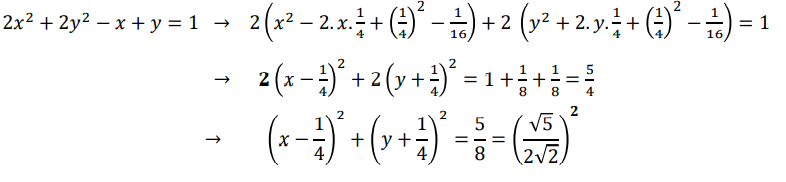 2x² + 2y² − x + y = 1 → 2(x² − 2.x.1/4 + (1/4)² − 1/16) + 2 (y² + 2.y.1/4 + (1/4)² − 1/16) = 1
→ 2(x − 1/4)² + 2(y + 1/4)² = 1 + 1/8 + 1/8 = 5/4
→ (x − 1/4)² + (y + 1/4)² = 5/8 = (√5/2√2)²